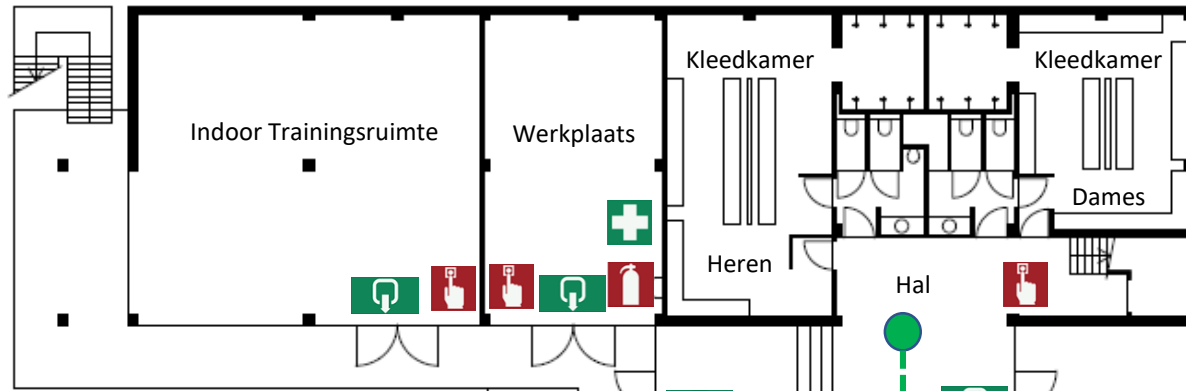 Kleedkamer
Kleedkamer
Indoor Trainingsruimte
Werkplaats
Dames
Heren
Hal